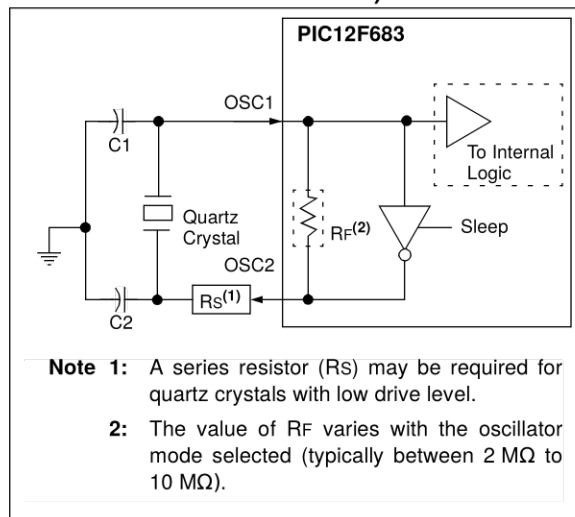 PIC12F683
OSC1
C1
To Internal
Logic
Quartz
Crystal
RF(2)
Sleep
OSC2
RS(1)
C2
Note 1: A series resistor (RS) may be required for
quartz crystals with low drive level.
2: The value of RF varies with the oscillator
mode selected (typically between 2 MΩ to
10 MΩ).